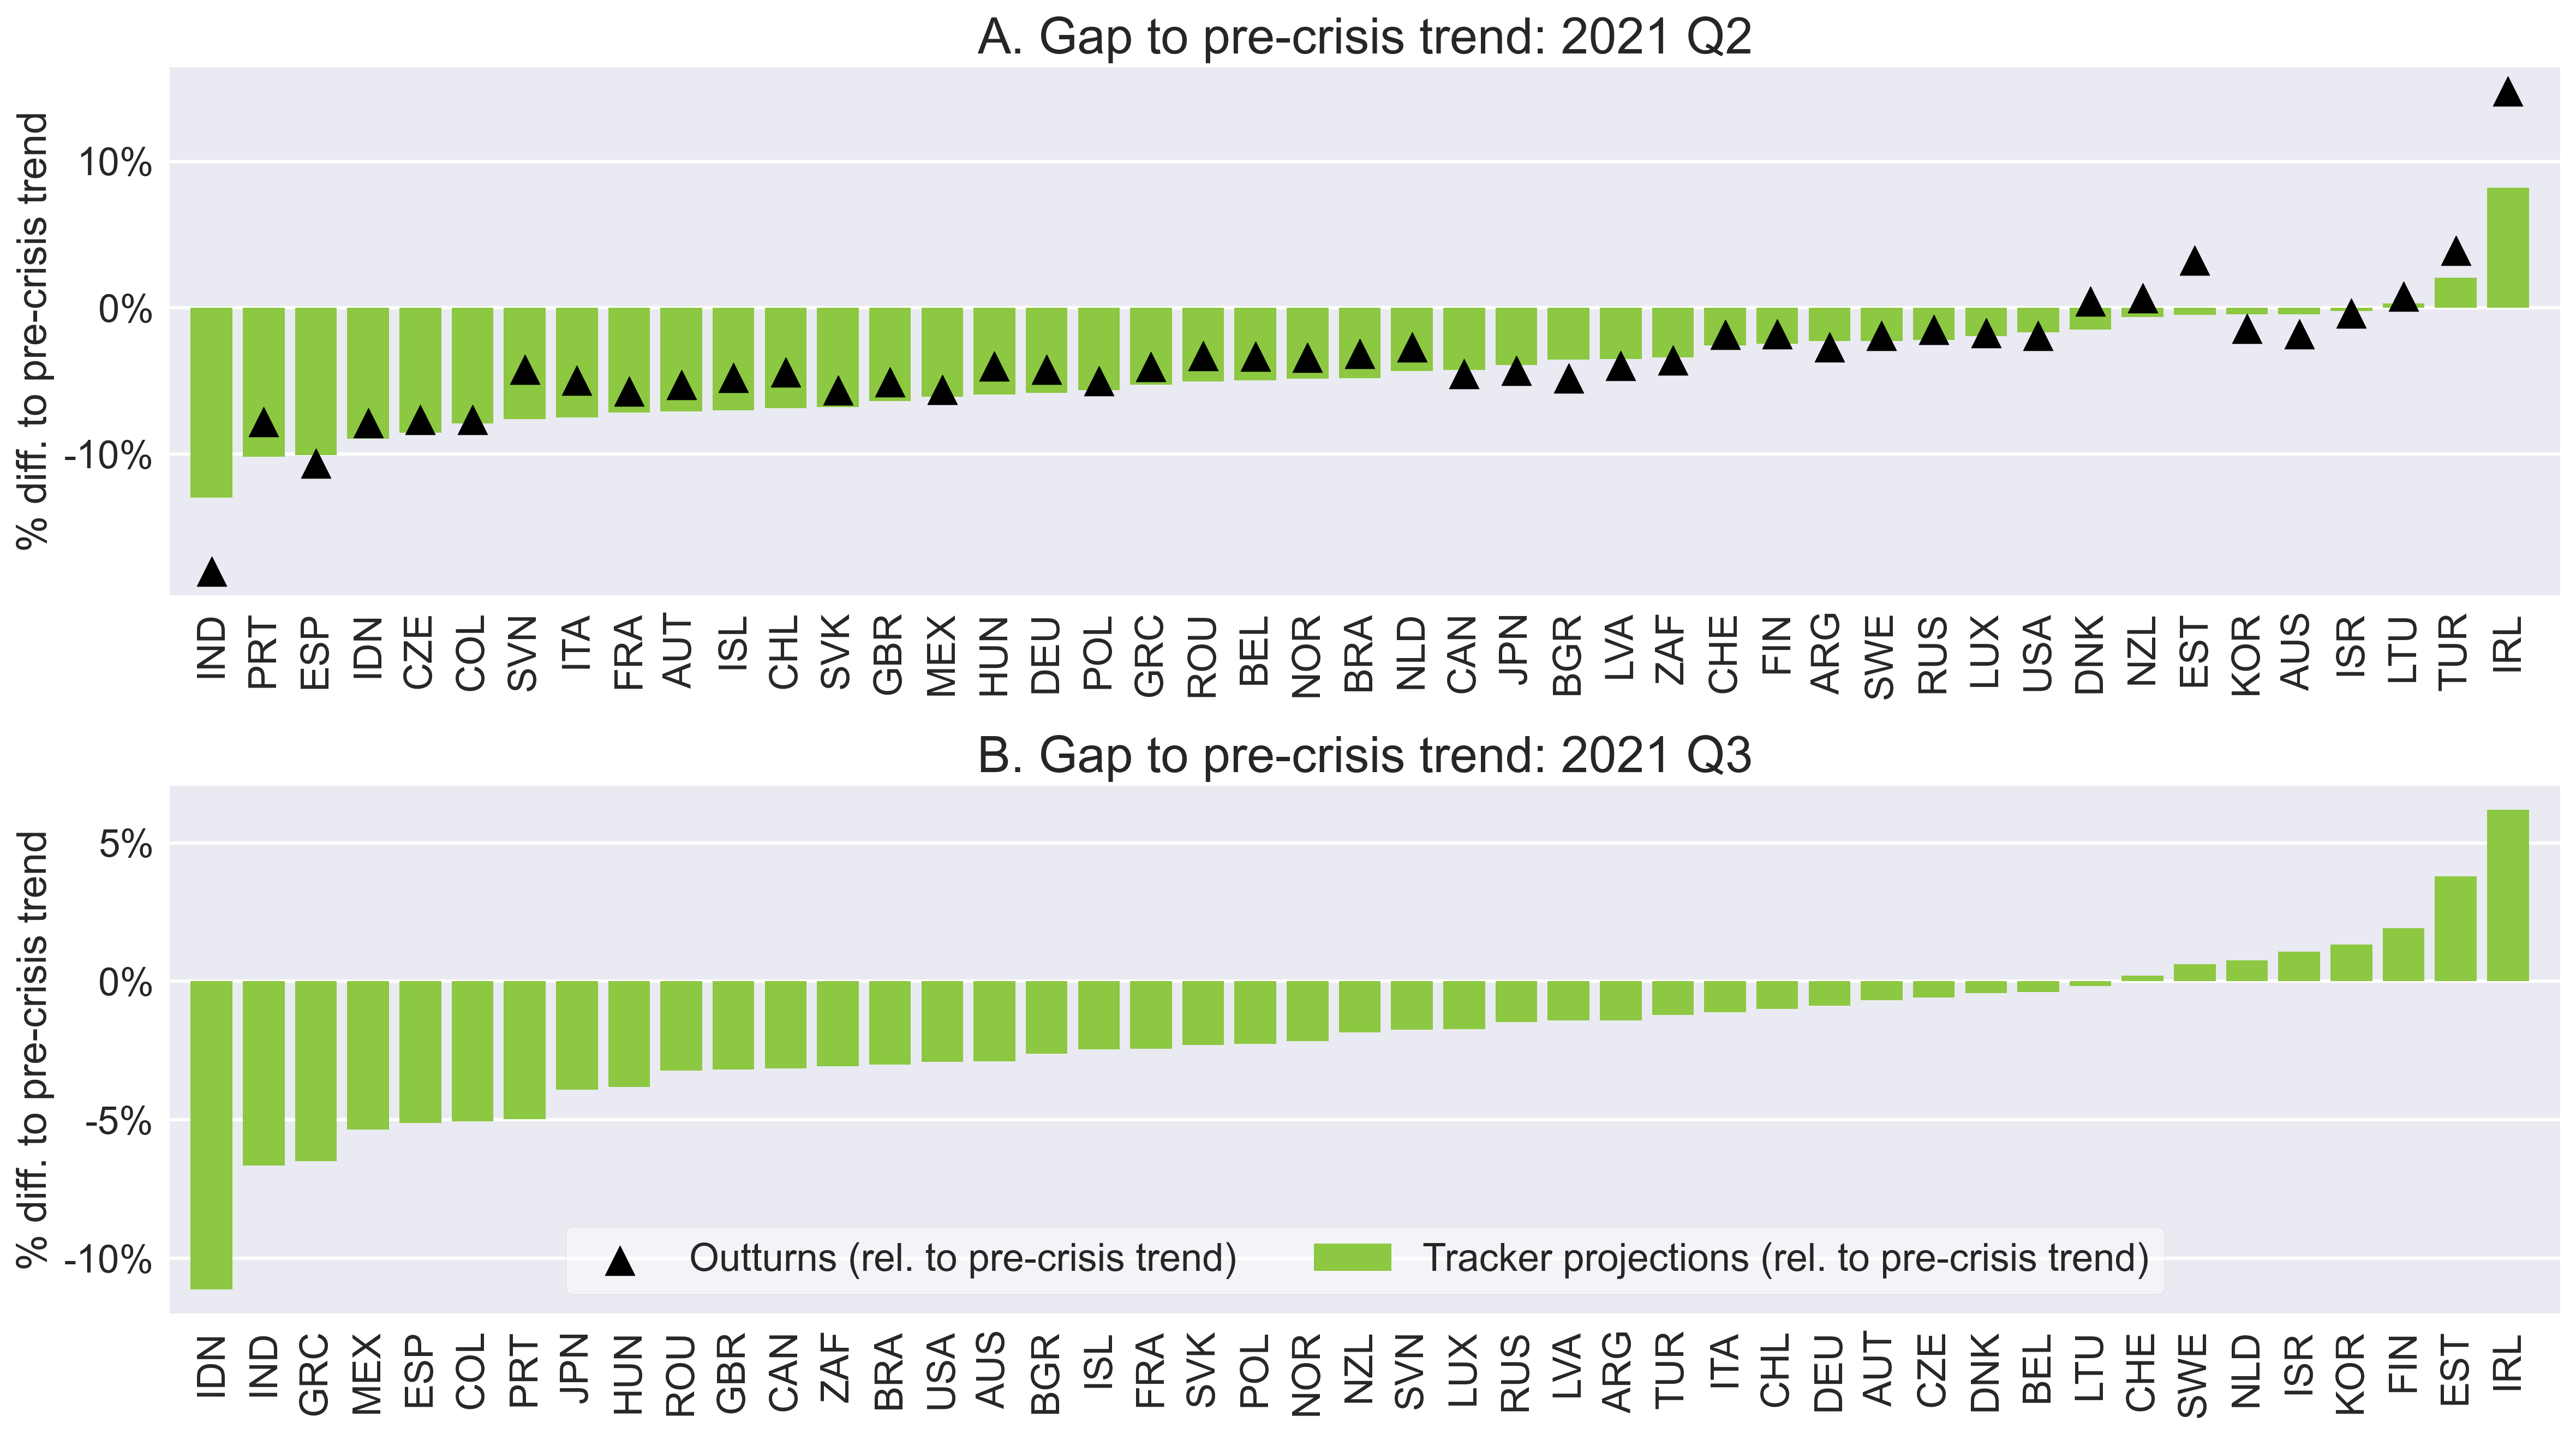 A. Gap to pre-crisis trend: 2021 Q2
% diff. to pre-crisis trend
10%
0%
-10%
IND PRT ESP IDN CZE COL SVN ITA FRA AUT ISL CHL SVK GBR MEX HUN DEU POL GRC ROU BEL NOR BRA NLD CAN JPN BGR LVA ZAF CHE FIN ARG SWE RUS LUX USA DNK NZL EST KOR AUS ISR LTU TUR IRL
B. Gap to pre-crisis trend: 2021 Q3
% diff. to pre-crisis trend
5%
0%
-5%
-10%
Outturns (rel. to pre-crisis trend) Tracker projections (rel. to pre-crisis trend)
IDN IND GRC MEX ESP COL PRT JPN HUN ROU GBR CAN ZAF BRA USA AUS BGR ISL FRA SVK POL NOR NZL SVN LUX RUS LVA ARG TUR ITA CHL DEU AUT CZE DNK BEL LTU CHE SWE NLD ISR KOR FIN EST IRL